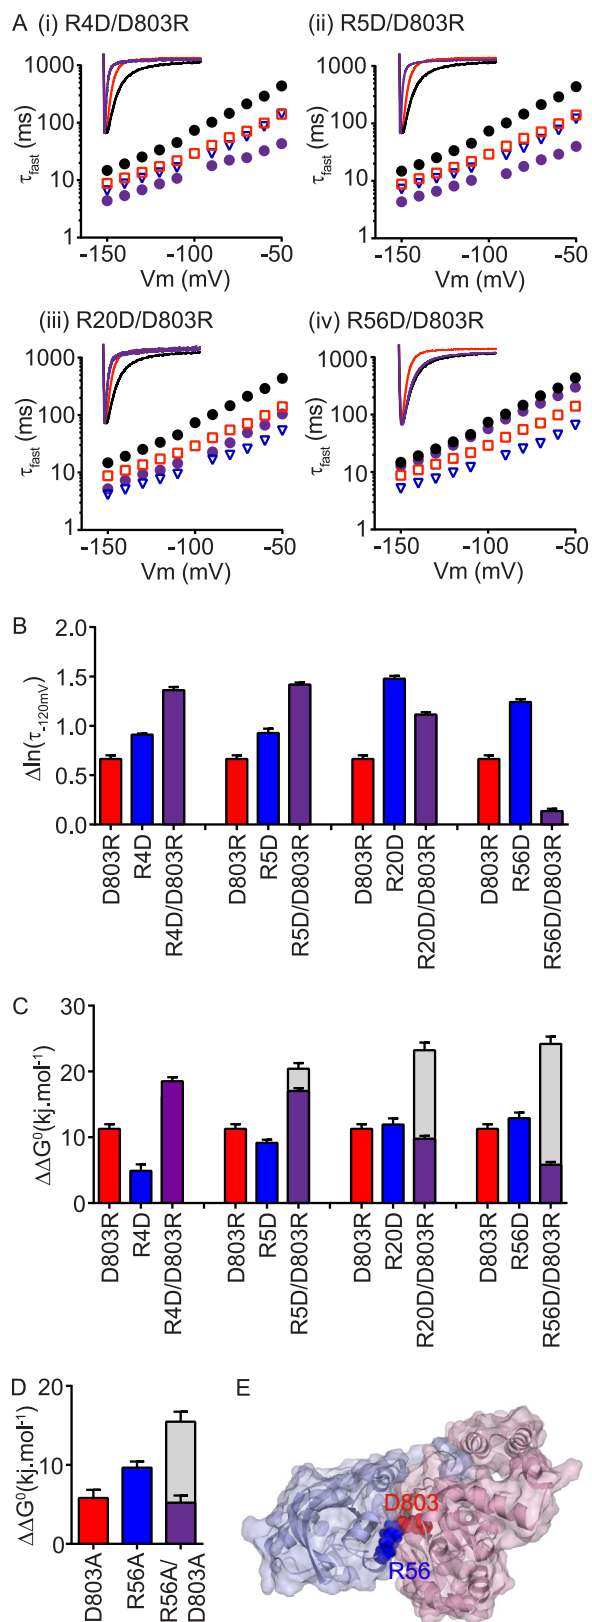 A (i) R4D/D803R
(ii) R5D/D803R
1000
100
10
1
τfast (ms)
-150
-100
-50
Vm (mV)
1000
100
10
1
τfast (ms)
-150
-100
-50
Vm (mV)
(iii) R20D/D803R
(iv) R56D/D803R
1000
100
10
1
τfast (ms)
-150
-100
-50
Vm (mV)
1000
100
10
1
τfast (ms)
-150
-100
-50
Vm (mV)
B
2.0
1.5
1.0
0.5
0.0
Δln(τ-120mV)
D803R
R4D
R4D/D803R
D803R
R5D
R5D/D803R
D803R
R20D
R20D/D803R
D803R
R56D
R56D/D803R
C
30
20
10
0
ΔΔG⁰(kj.mol⁻¹)
D803R
R4D
R4D/D803R
D803R
R5D
R5D/D803R
D803R
R20D
R20D/D803R
D803R
R56D
R56D/D803R
D
20
10
0
ΔΔG⁰(kj.mol⁻¹)
D803A
R56A
R56A/
D803A
E
D803
R56